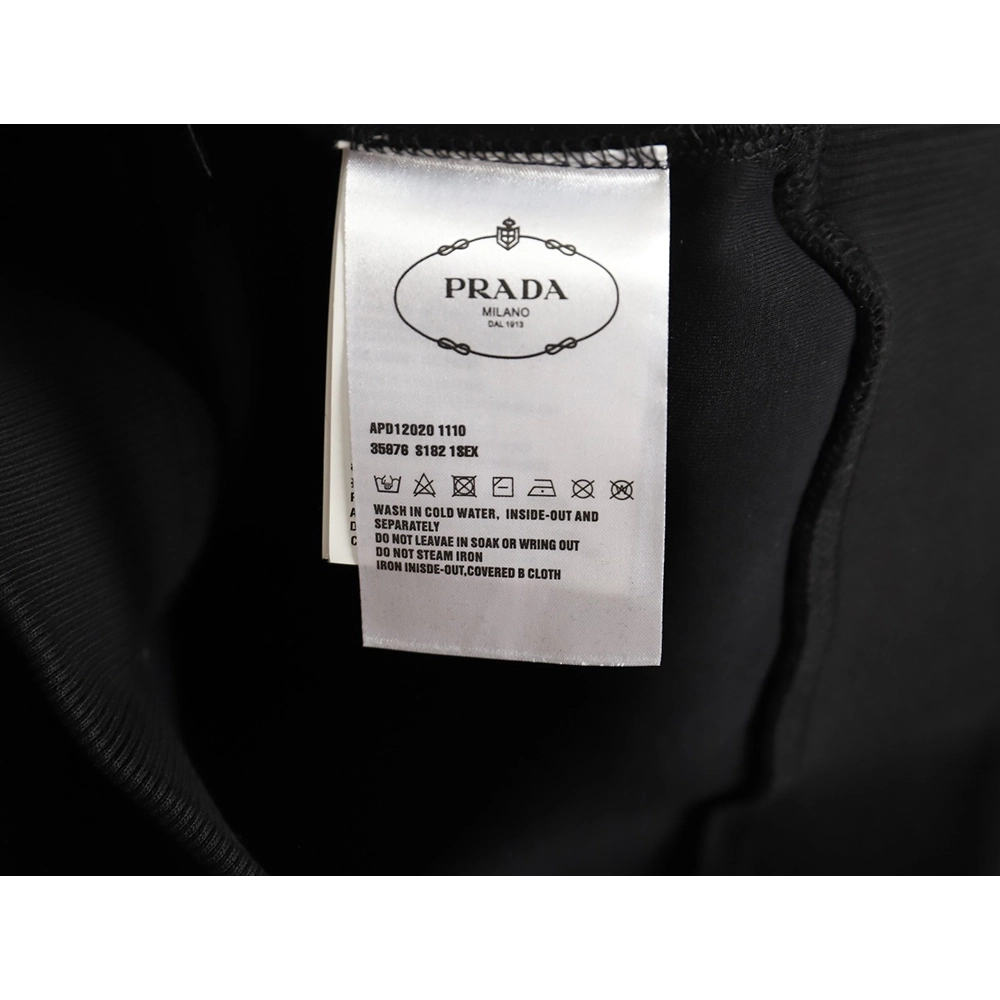 PRADA
MILANO
DAL 1913
APD12020 1110
35976 S182 1SEX
WASH IN COLD WATER, INSIDE-OUT AND
SEPARATELY
DO NOT LEAVAE IN SOAK OR WRING OUT
DO NOT STEAM IRON
IRON INISDE-OUT,COVERED B CLOTH